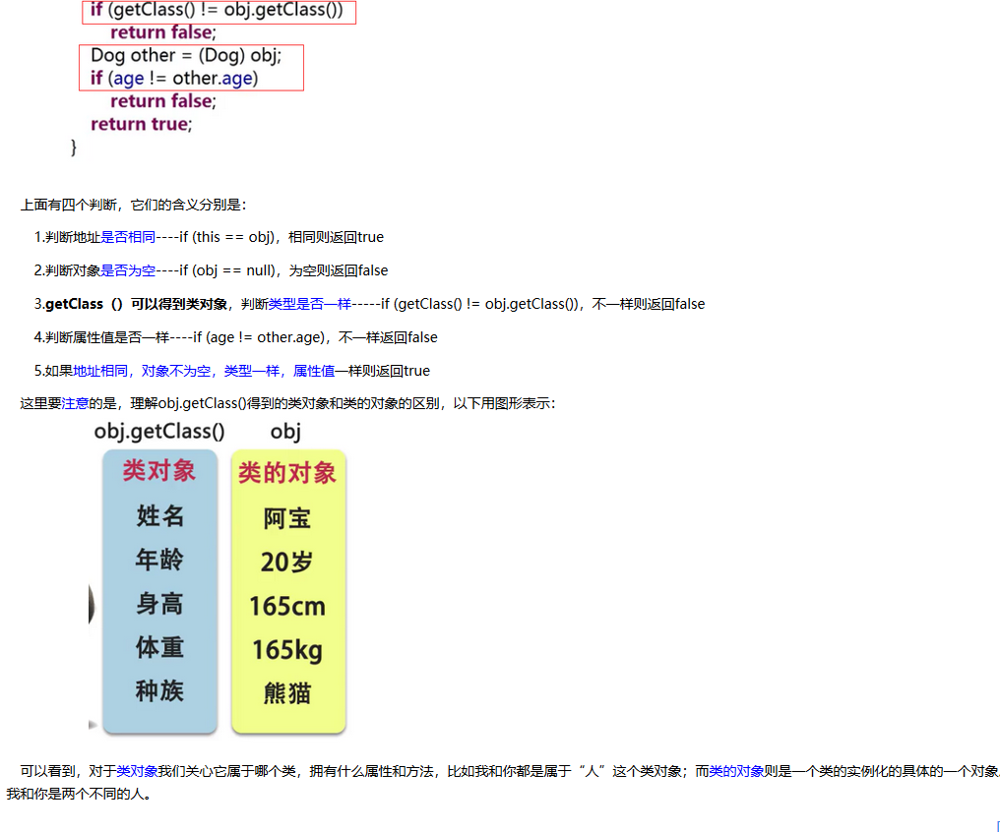 if (getClass() != obj.getClass())
return false;
Dog other = (Dog) obj;
if (age != other.age)
return false;
return true;
}
上面有四个判断，它们的含义分别是：
1.判断地址是否相同----if (this == obj)，相同则返回true
2.判断对象是否为空----if (obj == null)，为空则返回false
3.getClass（）可以得到类对象，判断类型是否一样-----if (getClass() != obj.getClass())，不一样则返回false
4.判断属性值是否一样----if (age != other.age)，不一样返回false
5.如果地址相同，对象不为空，类型一样，属性值一样则返回true
这里要注意的是，理解obj.getClass()得到的类对象和类的对象的区别，以下用图形表示：
obj.getClass() obj
类对象 类的对象
姓名 阿宝
年龄 20岁
身高 165cm
体重 165kg
种族 熊猫
可以看到，对于类对象我们关心它属于哪个类，拥有什么属性和方法，比如我和你都是属于“人”这个类对象；而类的对象则是一个类的实例化的具体的一个对象
我和你是两个不同的人。